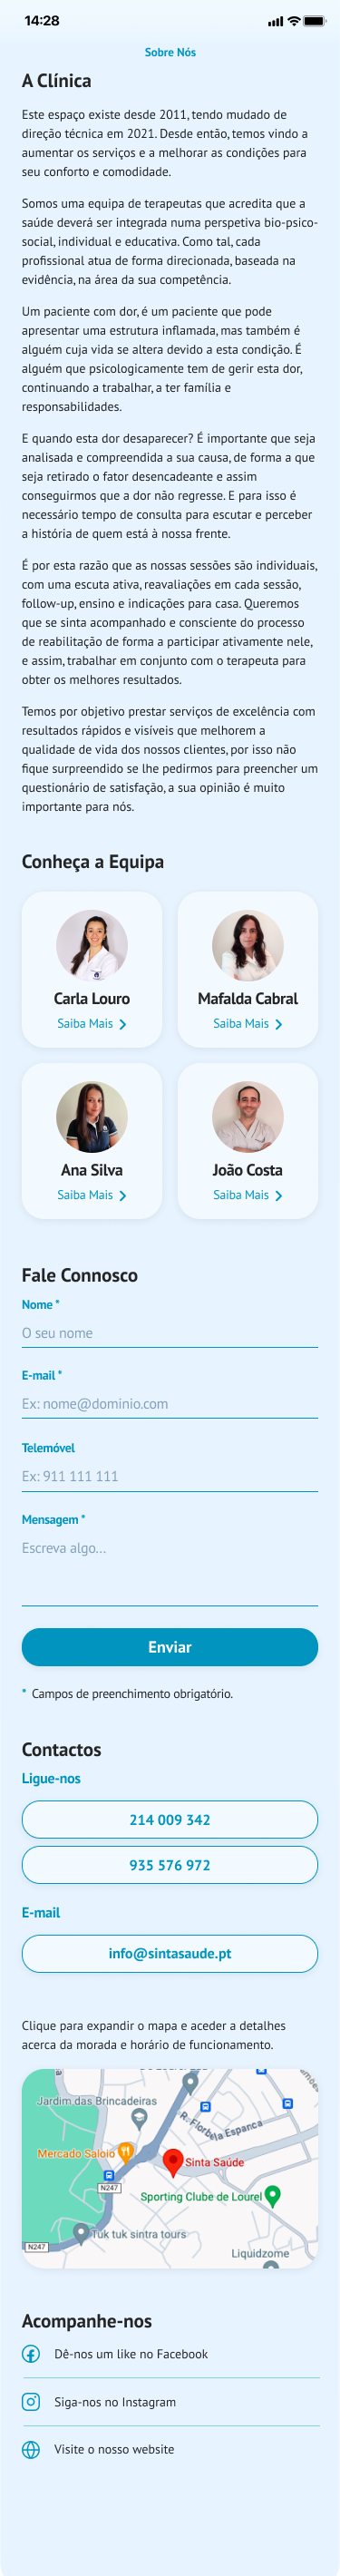 14:28
Sobre Nós
A Clínica
Este espaço existe desde 2011, tendo mudado de
direção técnica em 2021. Desde então, temos vindo a
aumentar os serviços e a melhorar as condições para
seu conforto e comodidade.
Somos uma equipa de terapeutas que acredita que a
saúde deverá ser integrada numa perspetiva bio-psico-
social, individual e educativa. Como tal, cada
profissional atua de forma direcionada, baseada na
evidência, na área da sua competência.
Um paciente com dor, é um paciente que pode
apresentar uma estrutura inflamada, mas também é
alguém cuja vida se altera devido a esta condição. É
alguém que psicologicamente tem de gerir esta dor,
continuando a trabalhar, a ter família e
responsabilidades.
E quando esta dor desaparecer? É importante que seja
analisada e compreendida a sua causa, de forma a que
seja retirado o fator desencadeante e assim
conseguirmos que a dor não regresse. E para isso é
necessário tempo de consulta para escutar e perceber
a história de quem está à nossa frente.
É por esta razão que as nossas sessões são individuais,
com uma escuta ativa, reavaliações em cada sessão,
follow-up, ensino e indicações para casa. Queremos
que se sinta acompanhado e consciente do processo
de reabilitação de forma a participar ativamente nele,
e assim, trabalhar em conjunto com o terapeuta para
obter os melhores resultados.
Temos por objetivo prestar serviços de excelência com
resultados rápidos e visíveis que melhorem a
qualidade de vida dos nossos clientes, por isso não
fique surpreendido se lhe pedirmos para preencher um
questionário de satisfação, a sua opinião é muito
importante para nós.
Conheça a Equipa
Carla Louro
Mafalda Cabral
Saiba Mais
Saiba Mais
Ana Silva
João Costa
Saiba Mais
Saiba Mais
Fale Connosco
Nome *
O seu nome
E-mail *
Ex: nome@dominio.com
Telemóvel
Ex: 911 111 111
Mensagem *
Escreva algo...
Enviar
* Campos de preenchimento obrigatório.
Contactos
Ligue-nos
214 009 342
935 576 972
E-mail
info@sintasaude.pt
Clique para expandir o mapa e aceder a detalhes
acerca da morada e horário de funcionamento.
Jardim das Brincadeiras
R. Florbela Espanca
Mercado Saloio
Sinta Saúde
N247
Sporting Clube de Lourel
Tuk tuk sintra tours
N247
Liquidzome
Acompanhe-nos
Dê-nos um like no Facebook
Siga-nos no Instagram
Visite o nosso website